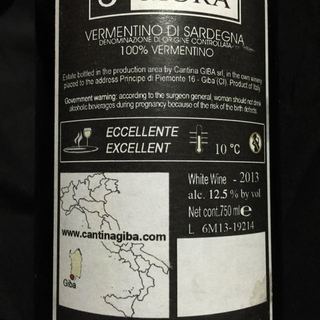 VERMENTINO DI SARDEGNA
DENOMINAZIONE DI ORIGINE CONTROLLATA
100% VERMENTINO
Estate bottled in the production area by Cantina GIBA srl, in the own winery
placed to the address Principe di Piemonte 16 - Giba (CI). Product of Italy
Government warning: according to the surgeon general, woman should not drink
alcoholic beverages during pregnancy because of the risk of the birth defects.
ECCELLENTE
EXCELLENT
10 °C
White Wine - 2013
alc. 12.5 % by vol
Net cont.750 ml e
L 6M13-19214
www.cantinagiba.com
Giba